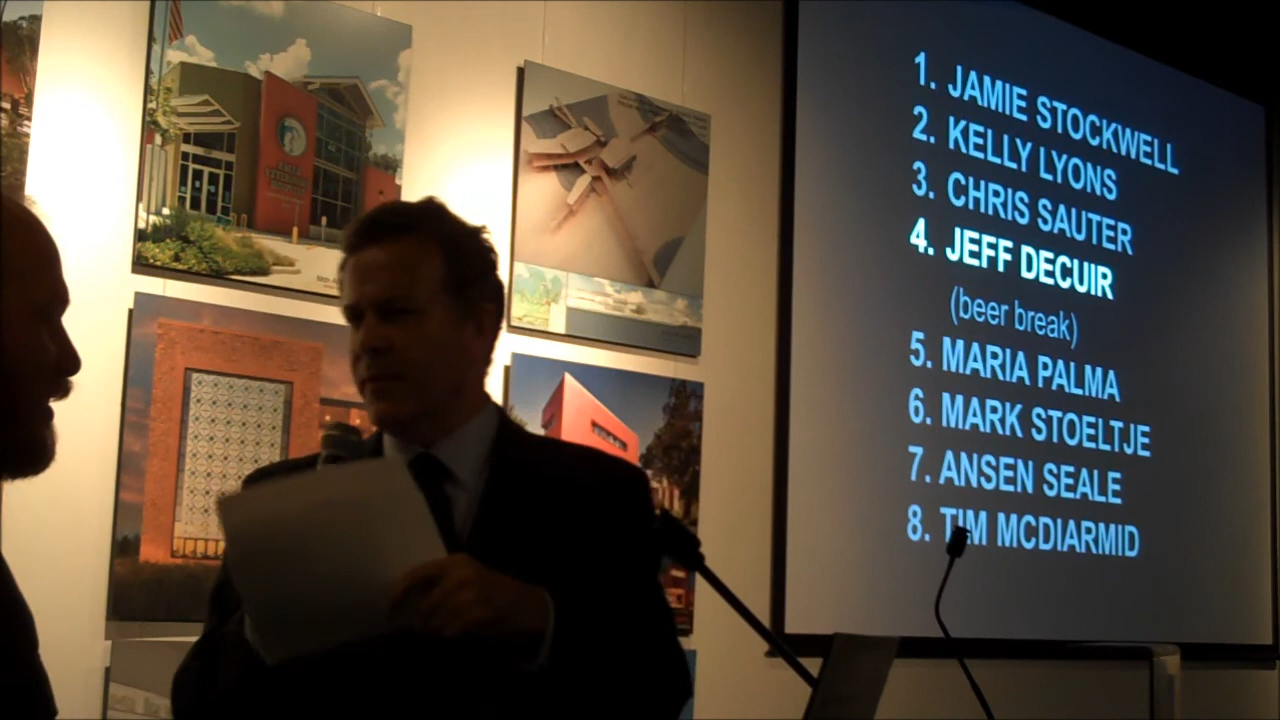 1. JAMIE STOCKWELL
2. KELLY LYONS
3. CHRIS SAUTER
4. JEFF DECUIR
(beer break)
5. MARIA PALMA
6. MARK STOELTJE
7. ANSEN SEALE
8. TIM MCDIARMID